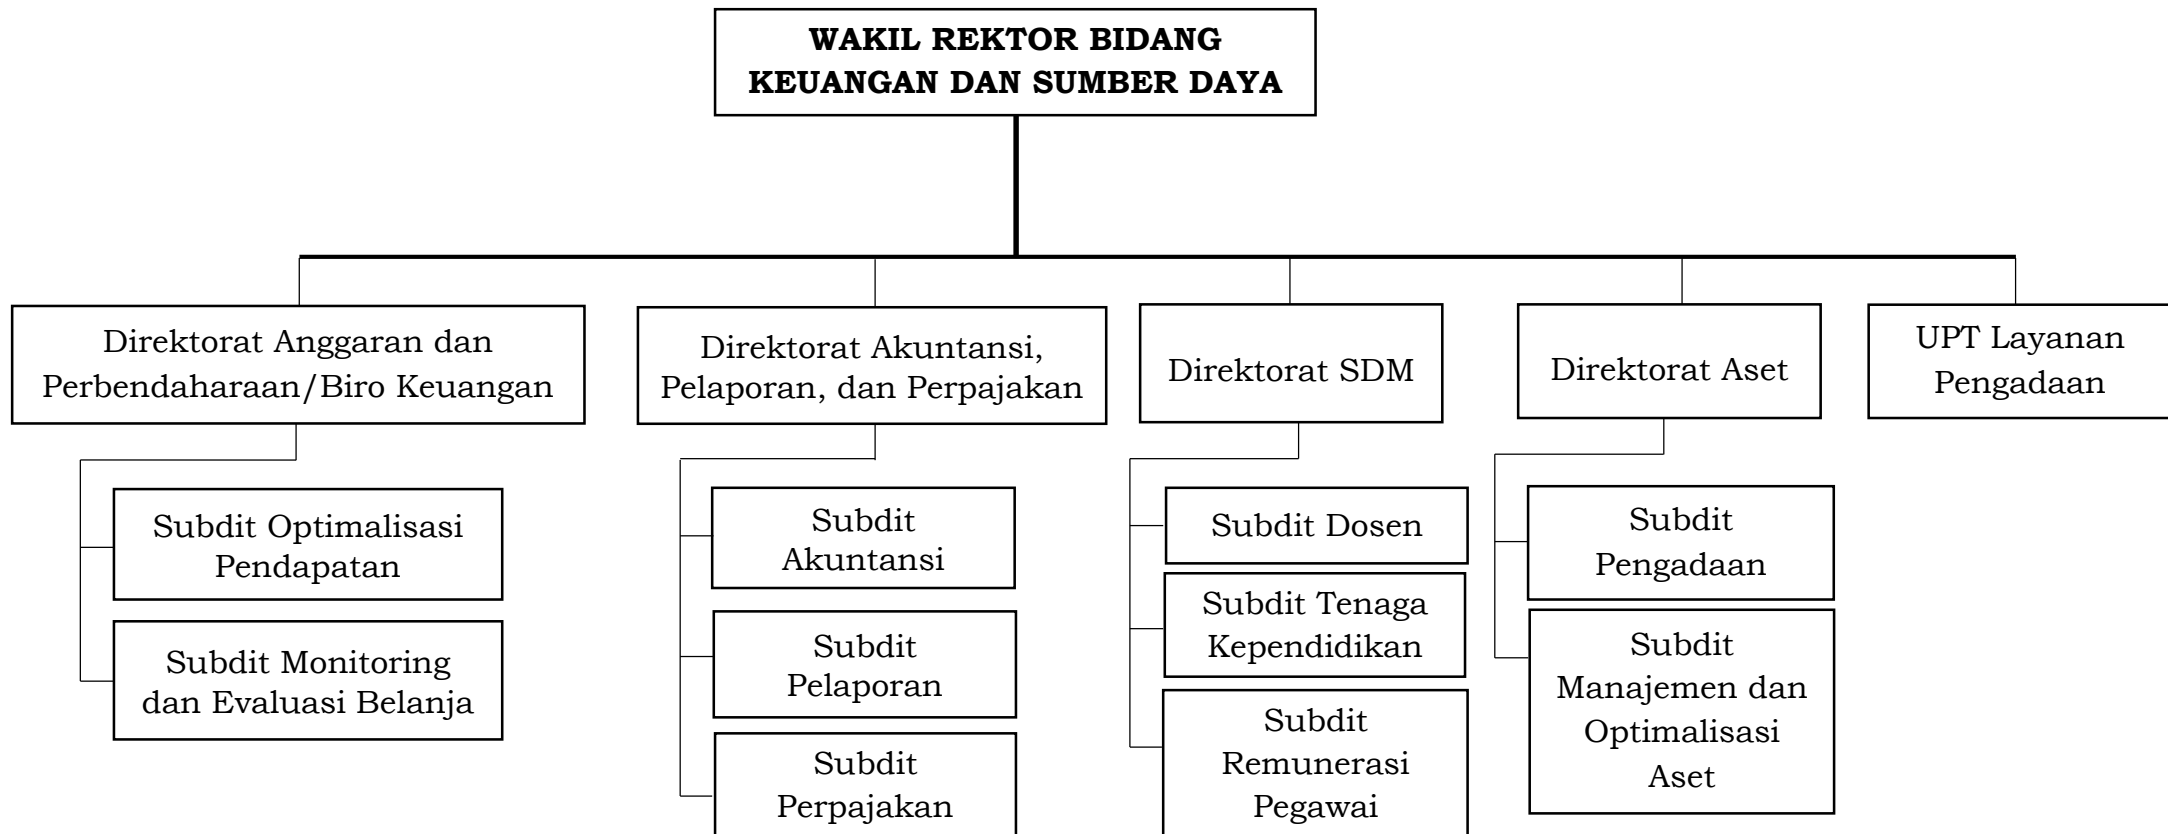 WAKIL REKTOR BIDANG
KEUANGAN DAN SUMBER DAYA
Direktorat Anggaran dan
Perbendaharaan/Biro Keuangan
Direktorat Akuntansi,
Pelaporan, dan Perpajakan
Direktorat SDM
Direktorat Aset
UPT Layanan
Pengadaan
Subdit Optimalisasi
Pendapatan
Subdit Monitoring
dan Evaluasi Belanja
Subdit
Akuntansi
Subdit
Pelaporan
Subdit
Perpajakan
Subdit Dosen
Subdit Tenaga
Kependidikan
Subdit
Remunerasi
Pegawai
Subdit
Pengadaan
Subdit
Manajemen dan
Optimalisasi
Aset